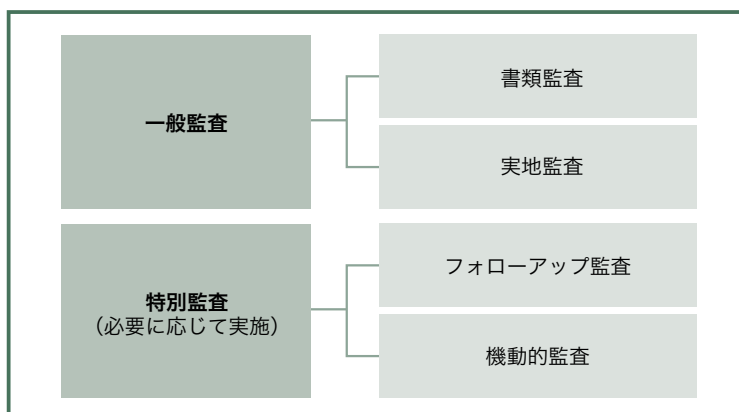 一般監査
書類監査
実地監査
特別監査
（必要に応じて実施）
フォローアップ監査
機動的監査